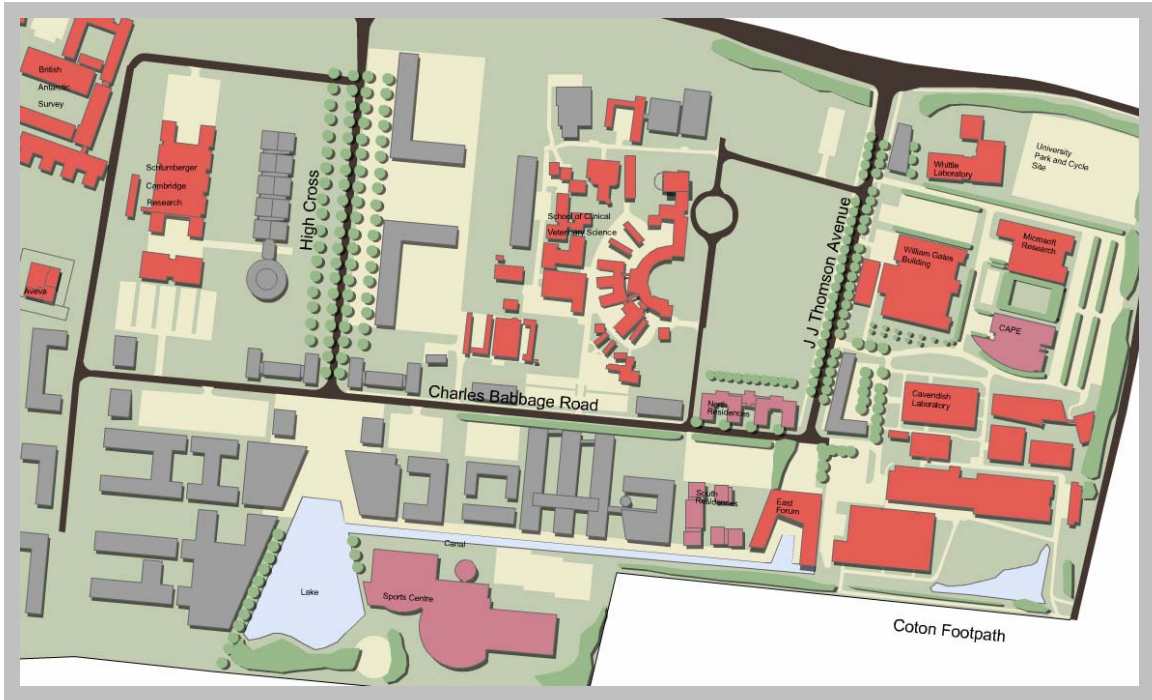 British
Antarctic
Survey
Schlumberger
Cambridge
Research
High Cross
Aveva
School of Clinical
Veterinary Science
J J Thomson Avenue
Whittle
Laboratory
University
Park and Cycle
Site
William Gates
Building
Microsoft
Research
CAPE
Cavendish
Laboratory
Charles Babbage Road
North
Residences
South
Residences
East
Forum
Canal
Lake
Sports Centre
Coton Footpath